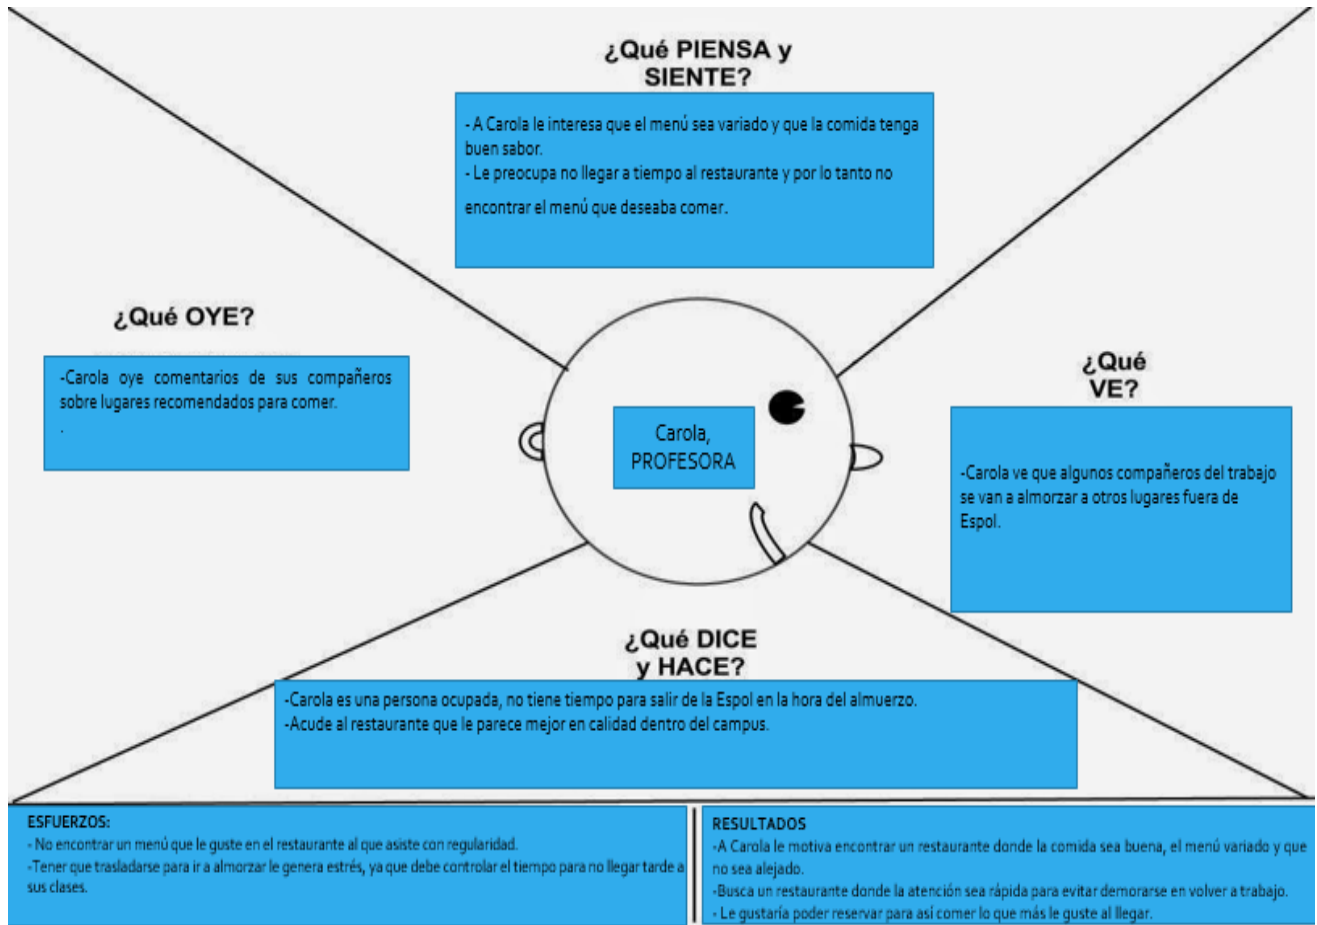 ¿Qué PIENSA y
SIENTE?
- A Carola le interesa que el menú sea variado y que la comida tenga
buen sabor.
- Le preocupa no llegar a tiempo al restaurante y por lo tanto no
encontrar el menú que deseaba comer.
¿Qué OYE?
-Carola oye comentarios de sus compañeros
sobre lugares recomendados para comer.
.
Carola,
PROFESORA
¿Qué
VE?
-Carola ve que algunos compañeros del trabajo
se van a almorzar a otros lugares fuera de
Espol.
¿Qué DICE
y HACE?
-Carola es una persona ocupada, no tiene tiempo para salir de la Espol en la hora del almuerzo.
-Acude al restaurante que le parece mejor en calidad dentro del campus.
ESFUERZOS:
- No encontrar un menú que le guste en el restaurante al que asiste con regularidad.
-Tener que trasladarse para ir a almorzar le genera estrés, ya que debe controlar el tiempo para no llegar tarde a
sus clases.
RESULTADOS
-A Carola le motiva encontrar un restaurante donde la comida sea buena, el menú variado y que
no sea alejado.
-Busca un restaurante donde la atención sea rápida para evitar demorarse en volver a trabajo.
- Le gustaría poder reservar para así comer lo que más le guste al llegar.